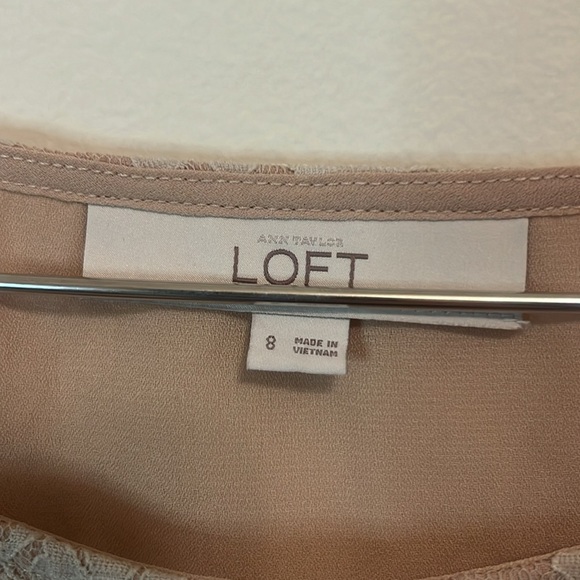 ANN TAYLOR
LOFT
8
MADE IN
VIETNAM